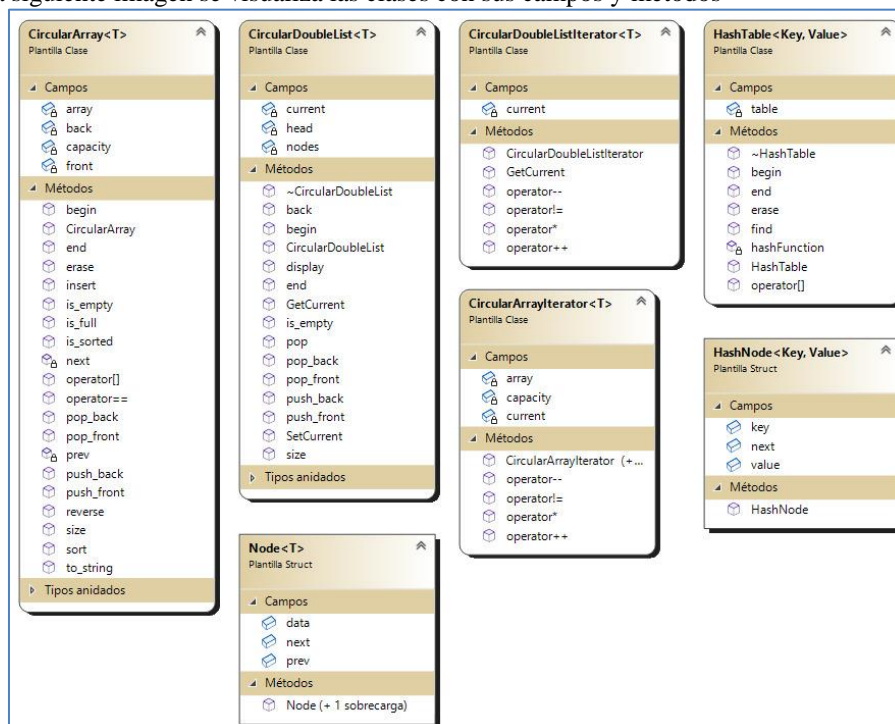 siguiente imagen se visualiza las clases con sus campos y métodos
CircularArray<T>
Plantilla Clase
Campos
array
back
capacity
front
Métodos
begin
CircularArray
end
erase
insert
is_empty
is_full
is_sorted
next
operator[]
operator==
pop_back
pop_front
prev
push_back
push_front
reverse
size
sort
to_string
Tipos anidados
CircularDoubleList<T>
Plantilla Clase
Campos
current
head
nodes
Métodos
~CircularDoubleList
back
begin
CircularDoubleList
display
end
GetCurrent
is_empty
pop
pop_back
pop_front
push_back
push_front
SetCurrent
size
Tipos anidados
Node<T>
Plantilla Struct
Campos
data
next
prev
Métodos
Node (+ 1 sobrecarga)
CircularDoubleListIterator<T>
Plantilla Clase
Campos
current
Métodos
CircularDoubleListIterator
GetCurrent
operator--
operator!=
operator*
operator++
CircularArrayIterator<T>
Plantilla Clase
Campos
array
capacity
current
Métodos
CircularArrayIterator (+...
operator--
operator!=
operator*
operator++
HashTable<Key, Value>
Plantilla Clase
Campos
table
Métodos
~HashTable
begin
end
erase
find
hashFunction
HashTable
operator[]
HashNode<Key, Value>
Plantilla Struct
Campos
key
next
value
Métodos
HashNode